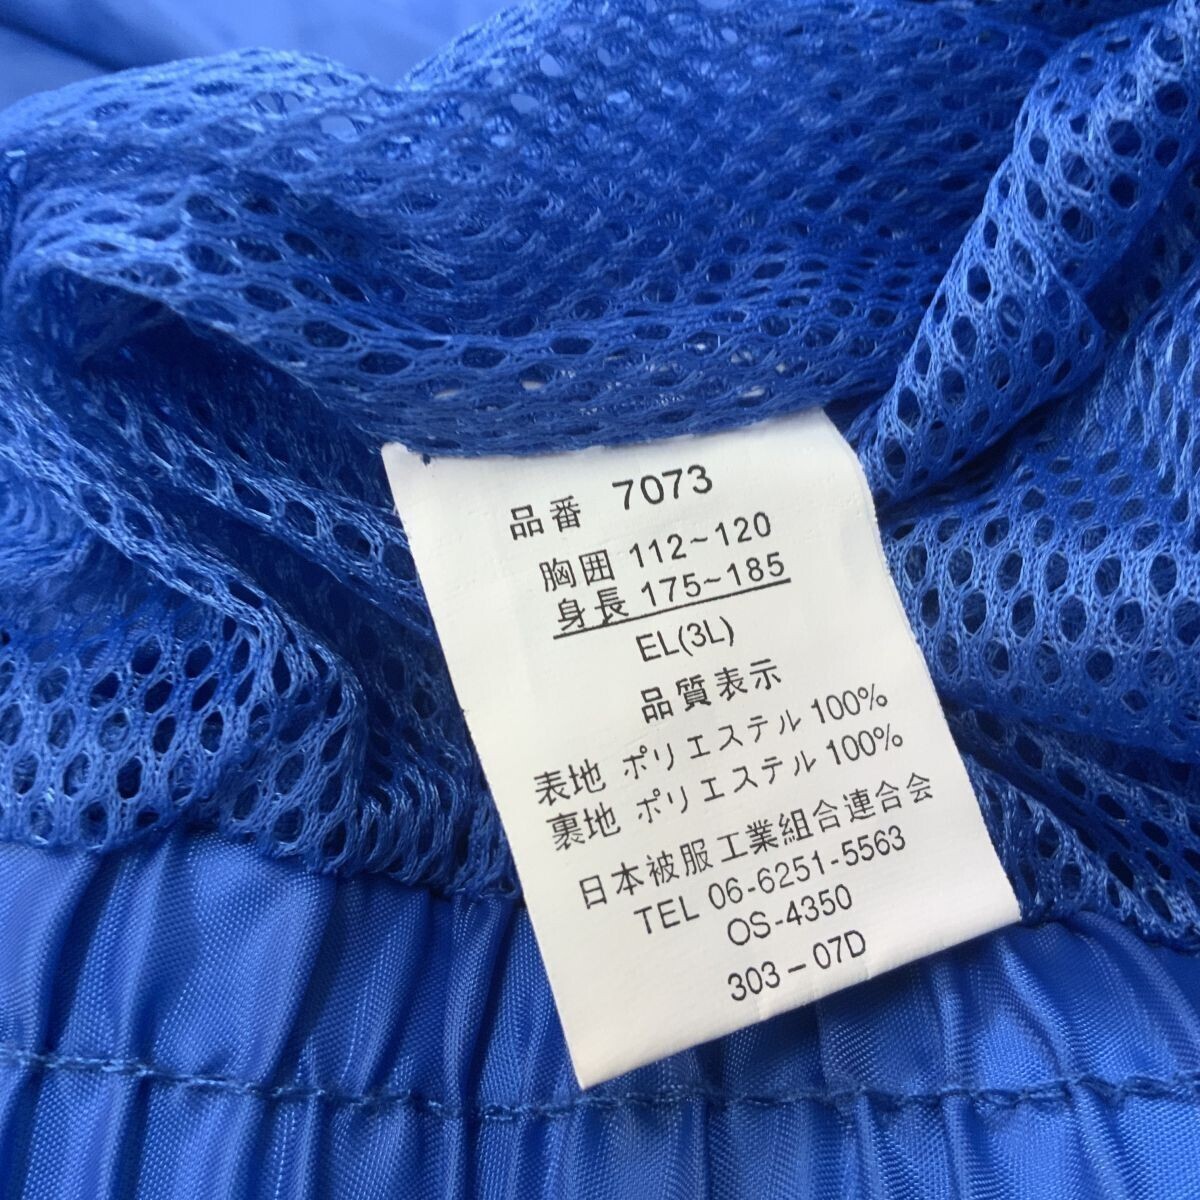 品番 7073
胸囲 112~120
身長 175~185
EL(3L)
品質表示
表地 ポリエステル 100%
裏地 ポリエステル 100%
日本被服工業組合連合会
TEL 06-6251-5563
OS-4350
303-07D